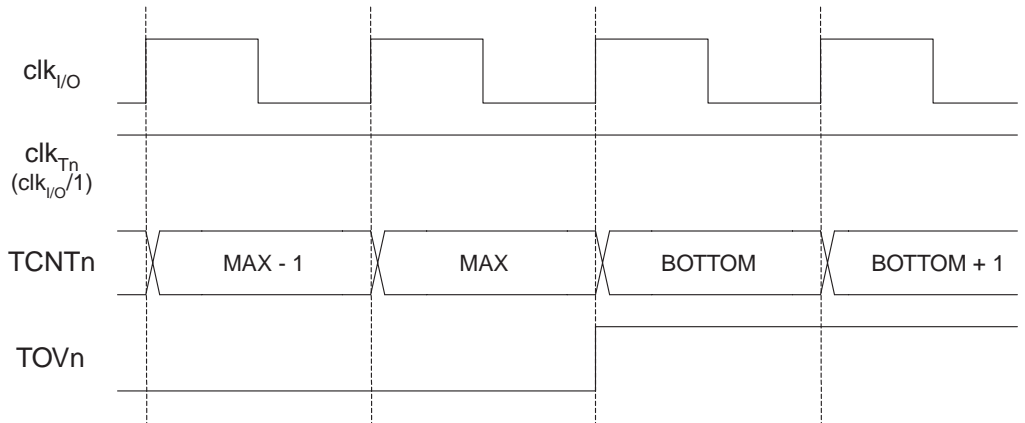 clkI/O
clkTn
(clkI/O/1)
TCNTn
MAX - 1
MAX
BOTTOM
BOTTOM + 1
TOVn